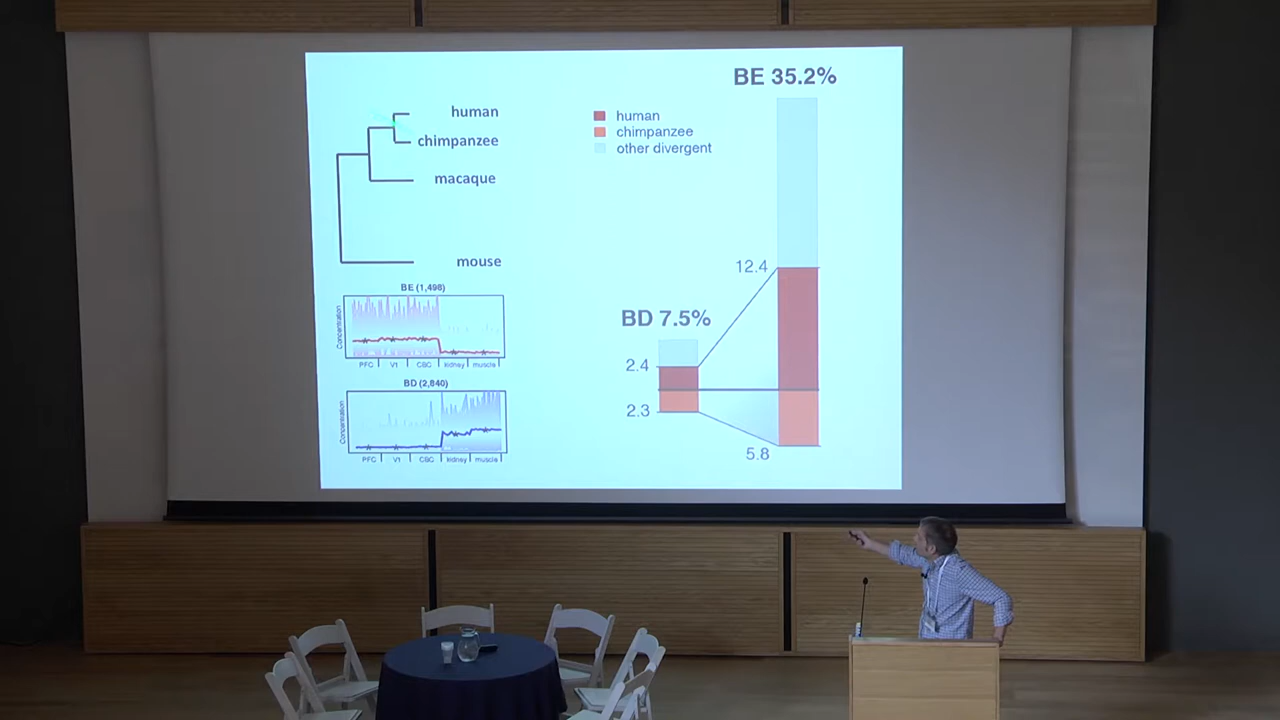 human
chimpanzee
macaque
mouse
BE (1,498)
Concentration
PFC V1 CBC kidney muscle
BD (2,840)
Concentration
PFC V1 CBC kidney muscle
human
chimpanzee
other divergent
BE 35.2%
12.4
5.8
BD 7.5%
2.4
2.3